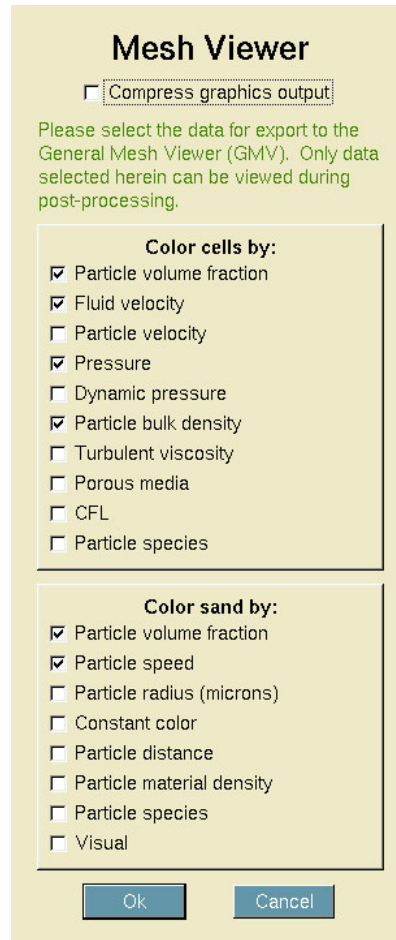 Mesh Viewer
Compress graphics output
Please select the data for export to the
General Mesh Viewer (GMV). Only data
selected herein can be viewed during
post-processing.
Color cells by:
Particle volume fraction
Fluid velocity
Particle velocity
Pressure
Dynamic pressure
Particle bulk density
Turbulent viscosity
Porous media
CFL
Particle species
Color sand by:
Particle volume fraction
Particle speed
Particle radius (microns)
Constant color
Particle distance
Particle material density
Particle species
Visual
Ok Cancel